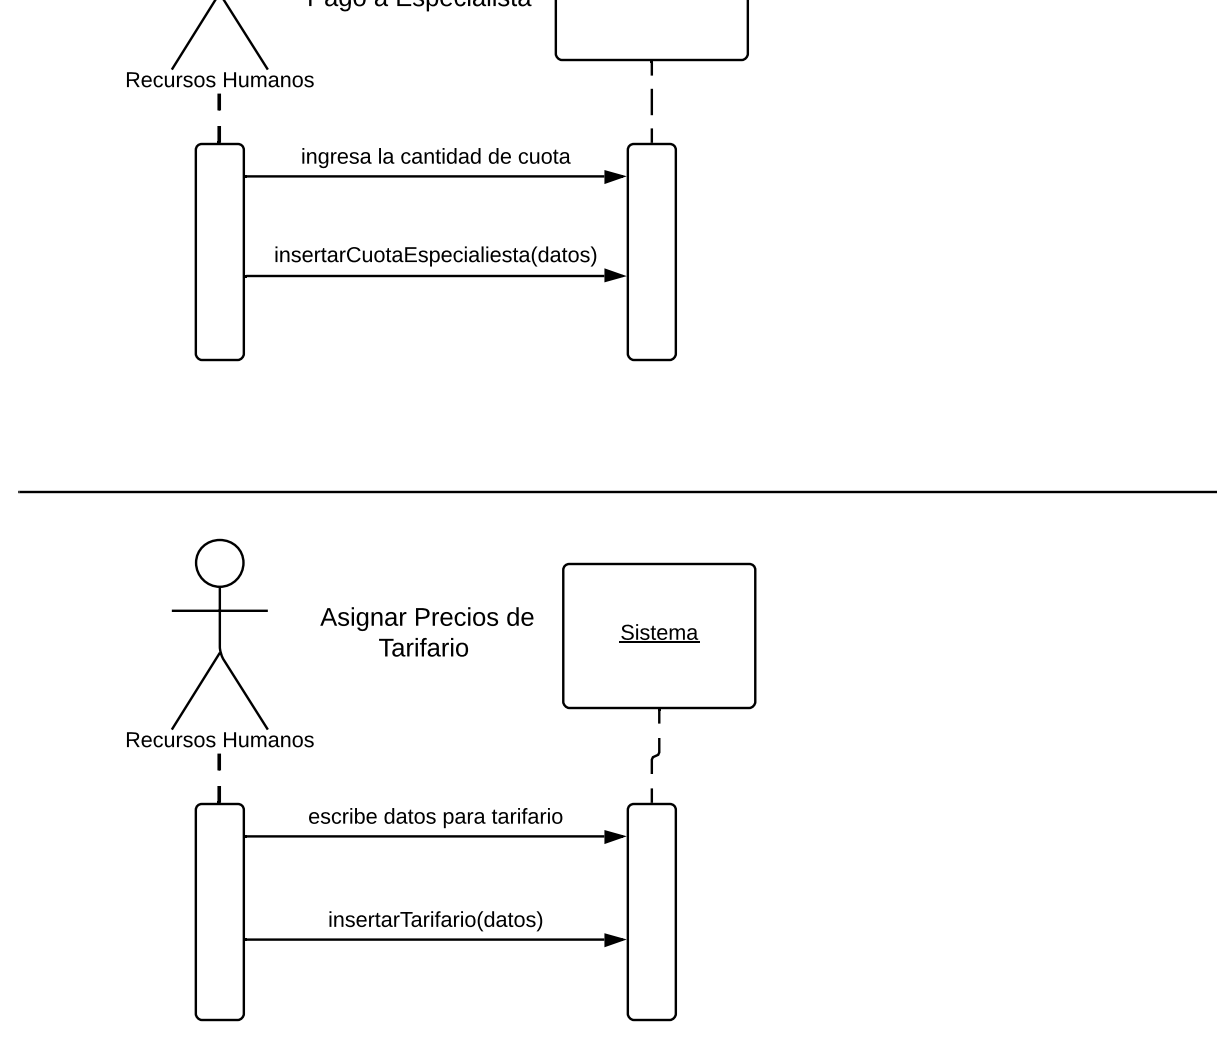 Pago a Especialista
Recursos Humanos
ingresa la cantidad de cuota
insertarCuotaEspecialiesta(datos)
Asignar Precios de
Tarifario
Sistema
Recursos Humanos
escribe datos para tarifario
insertarTarifario(datos)